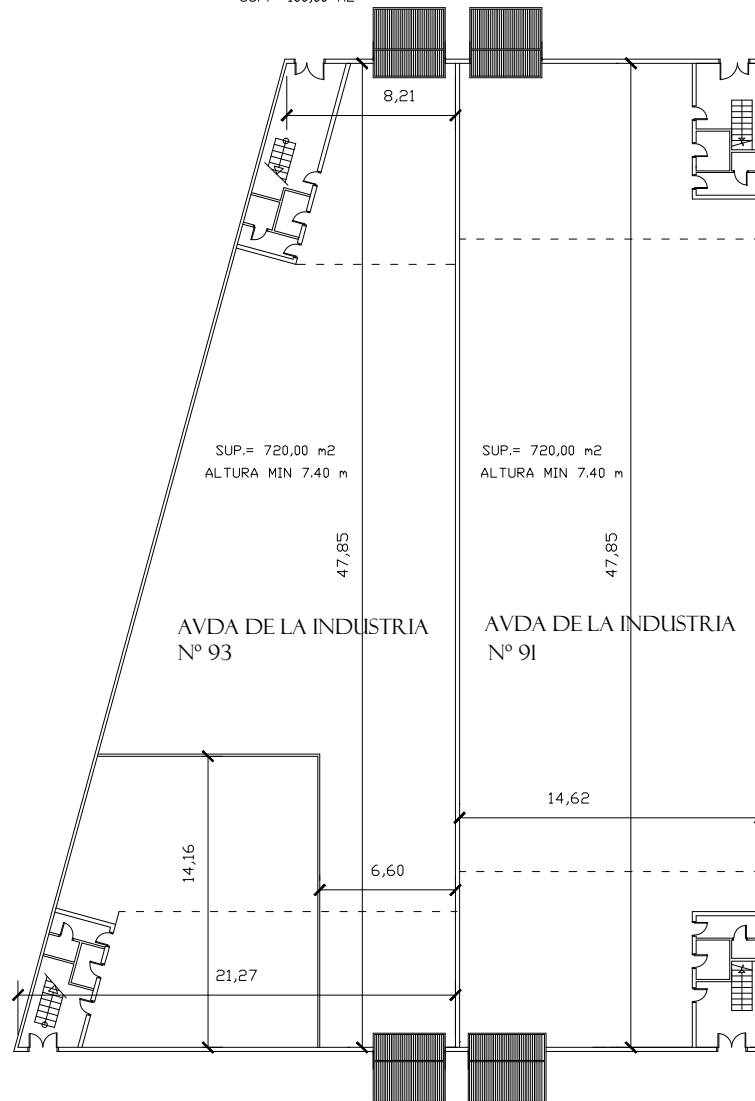 8,21
SUP.= 720,00 m2
ALTURA MIN 7.40 m
SUP.= 720,00 m2
ALTURA MIN 7.40 m
47,85
47,85
AVDA DE LA INDUSTRIA
Nº 93
AVDA DE LA INDUSTRIA
Nº 91
14,62
14,16
6,60
21,27